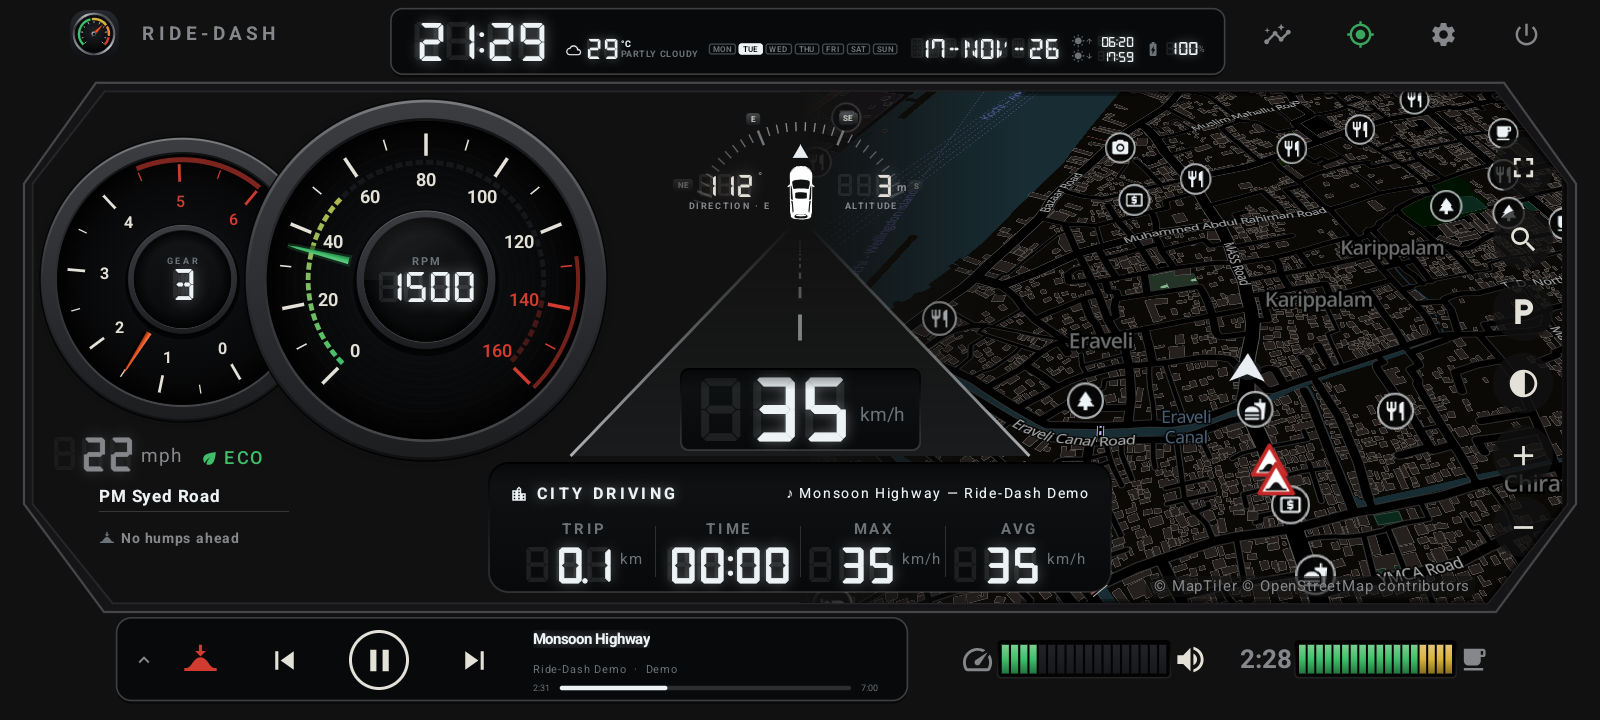 RIDE-DASH
21:29
29 °C
PARTLY CLOUDY
MON TUE WED THU FRI SAT SUN
17-NOV-26
06:20
17:59
100%
0 1 2 3 4 5 6
GEAR
3
0 20 40 60 80 100 120 140 160
RPM
1500
E SE
NE S
112°
DIRECTION · E
3 m
ALTITUDE
35 km/h
22 mph
ECO
PM Syed Road
No humps ahead
CITY DRIVING
♪ Monsoon Highway — Ride-Dash Demo
TRIP TIME MAX AVG
0.1 km 00:00 35 km/h 35 km/h
Muslim Mahallu Road
Bazaar Road
Muhammed Abdul Rahiman Road
MSS Road
Karippalam
Karippalam
Eraveli
Eraveli
Canal
Eraveli Canal Road
YMCA Road
P
+
−
© MapTiler © OpenStreetMap contributors
Monsoon Highway
Ride-Dash Demo · Demo
2:31 7:00
2:28